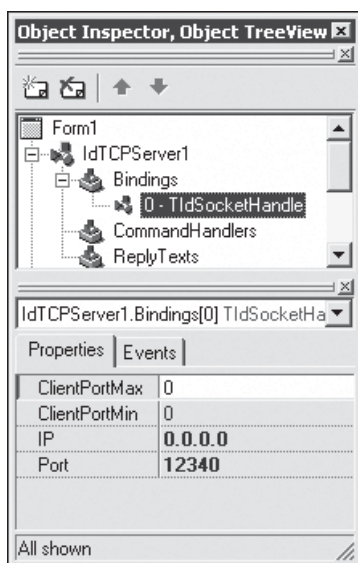 Object Inspector, Object TreeView
Form1
IdTCPServer1
Bindings
0 - TIdSocketHandle
CommandHandlers
ReplyTexts
IdTCPServer1.Bindings[0] TIdSocketHa
Properties Events
ClientPortMax 0
ClientPortMin 0
IP 0.0.0.0
Port 12340
All shown